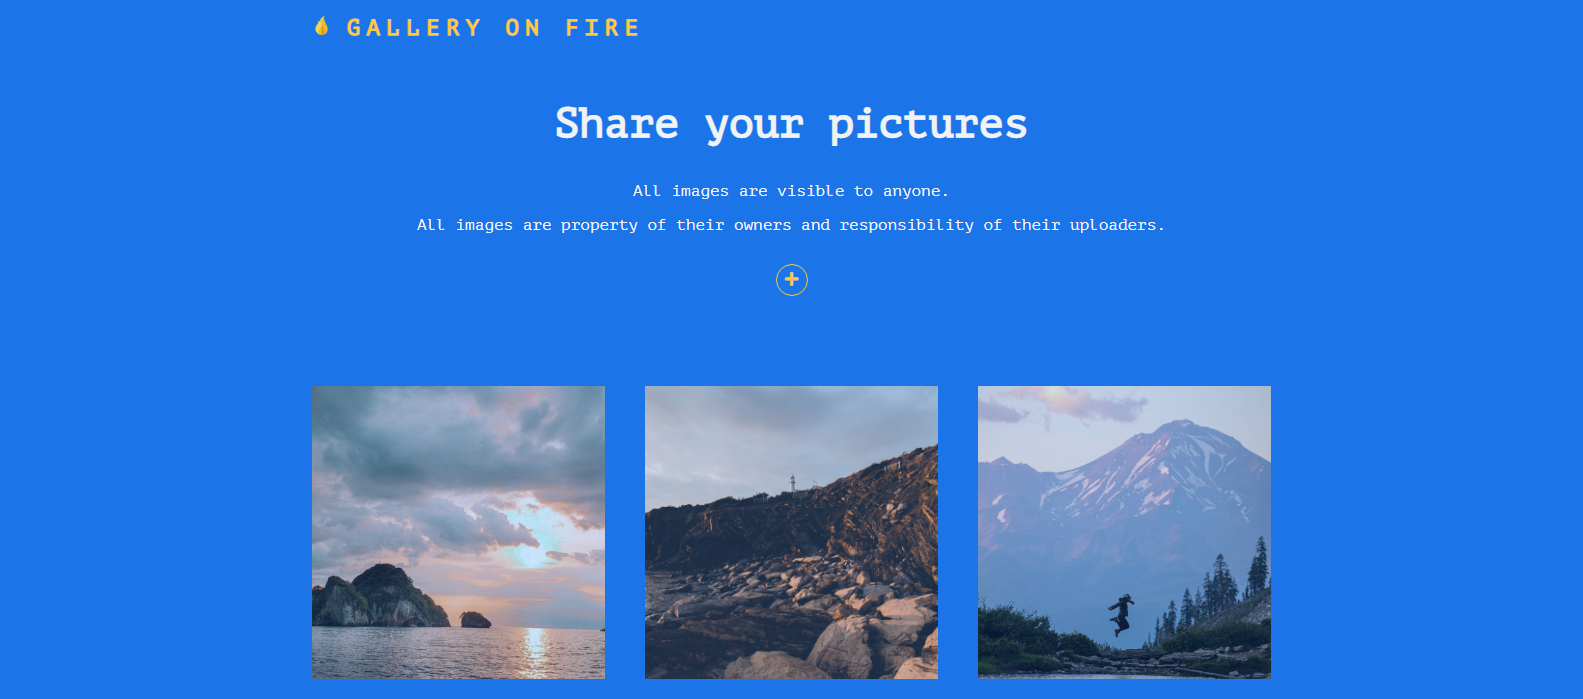 GALLERY ON FIRE
Share your pictures
All images are visible to anyone.
All images are property of their owners and responsibility of their uploaders.